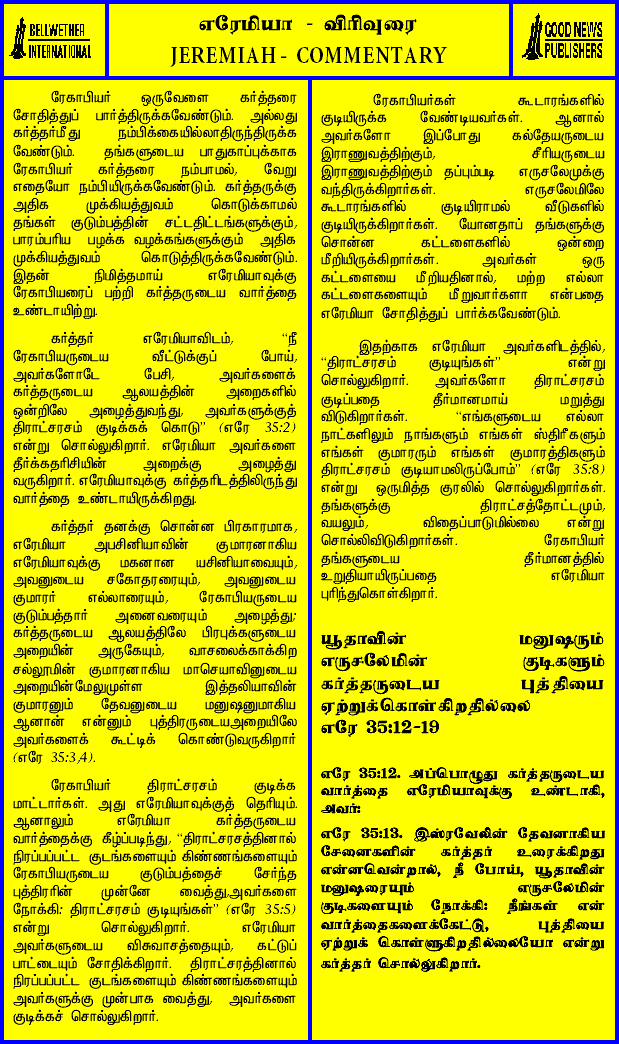 BELLWETHER
INTERNATIONAL
எரேமியா - விரிவுரை
JEREMIAH - COMMENTARY
GOOD NEWS
PUBLISHERS
ரேகாபியர் ஒருவேளை கர்த்தரை
சோதித்துப் பார்த்திருக்கவேண்டும். அல்லது
கர்த்தர்மீது நம்பிக்கையில்லாதிருந்திருக்க
வேண்டும். தங்களுடைய பாதுகாப்புக்காக
ரேகாபியர் கர்த்தரை நம்பாமல், வேறு
எதையோ நம்பியிருக்கவேண்டும். கர்த்தருக்கு
அதிக முக்கியத்துவம் கொடுக்காமல்
தங்கள் குடும்பத்தின் சட்டதிட்டங்களுக்கும்,
பாரம்பரிய பழக்க வழக்கங்களுக்கும் அதிக
முக்கியத்துவம் கொடுத்திருக்கவேண்டும்.
இதன் நிமித்தமாய் எரேமியாவுக்கு
ரேகாபியரைப் பற்றி கர்த்தருடைய வார்த்தை
உண்டாயிற்று.
கர்த்தர் எரேமியாவிடம், “நீ
ரேகாபியருடைய வீட்டுக்குப் போய்,
அவர்களோடே பேசி, அவர்களைக்
கர்த்தருடைய ஆலயத்தின் அறைகளில்
ஒன்றிலே அழைத்துவந்து, அவர்களுக்குத்
திராட்சரசம் குடிக்கக் கொடு” (எரே 35:2)
என்று சொல்லுகிறார். எரேமியா அவர்களை
தீர்க்கதரிசியின் அறைக்கு அழைத்து
வருகிறார். எரேமியாவுக்கு கர்த்தரிடத்திலிருந்து
வார்த்தை உண்டாயிருக்கிறது.
கர்த்தர் தனக்கு சொன்ன பிரகாரமாக,
எரேமியா அபசினியாவின் குமாரனாகிய
எரேமியாவுக்கு மகனான யசினியாவையும்,
அவனுடைய சகோதரரையும், அவனுடைய
குமாரர் எல்லாரையும், ரேகாபியருடைய
குடும்பத்தார் அனைவரையும் அழைத்து;
கர்த்தருடைய ஆலயத்திலே பிரபுக்களுடைய
அறையின் அருகேயும், வாசலைக்காக்கிற
சல்லூமின் குமாரனாகிய மாசெயாவினுடைய
அறையின்மேலுமுள்ள இத்தலியாவின்
குமாரனும் தேவனுடைய மனுஷனுமாகிய
ஆனான் என்னும் புத்திரருடையஅறையிலே
அவர்களைக் கூட்டிக் கொண்டுவருகிறார்
(எரே 35:3,4).
ரேகாபியர் திராட்சரசம் குடிக்க
மாட்டார்கள். அது எரேமியாவுக்குத் தெரியும்.
ஆனாலும் எரேமியா கர்த்தருடைய
வார்த்தைக்கு கீழ்ப்படிந்து, “திராட்சரசத்தினால்
நிரப்பப்பட்ட குடங்களையும் கிண்ணங்களையும்
ரேகாபியருடைய குடும்பத்தைச் சேர்ந்த
புத்திரரின் முன்னே வைத்து,அவர்களை
நோக்கி: திராட்சரசம் குடியுங்கள்” (எரே 35:5)
என்று சொல்லுகிறார். எரேமியா
அவர்களுடைய விசுவாசத்தையும், கட்டுப்
பாட்டையும் சோதிக்கிறார். திராட்சரசத்தினால்
நிரப்பப்பட்ட குடங்களையும் கிண்ணங்களையும்
அவர்களுக்கு முன்பாக வைத்து, அவர்களை
குடிக்கச் சொல்லுகிறார்.
ரேகாபியர்கள் கூடாரங்களில்
குடியிருக்க வேண்டியவர்கள். ஆனால்
அவர்களோ இப்போது கல்தேயருடைய
இராணுவத்திற்கும், சீரியருடைய
இராணுவத்திற்கும் தப்பும்படி எருசலேமுக்கு
வந்திருக்கிறார்கள். எருசலேமிலே
கூடாரங்களில் குடியிராமல் வீடுகளில்
குடியிருக்கிறார்கள். யோனதாப் தங்களுக்கு
சொன்ன கட்டளைகளில் ஒன்றை
மீறியிருக்கிறார்கள். அவர்கள் ஒரு
கட்டளையை மீறியதினால், மற்ற எல்லா
கட்டளைகளையும் மீறுவார்களா என்பதை
எரேமியா சோதித்துப் பார்க்கவேண்டும்.
இதற்காக எரேமியா அவர்களிடத்தில்,
“திராட்சரசம் குடியுங்கள்” என்று
சொல்லுகிறார். அவர்களோ திராட்சரசம்
குடிப்பதை தீர்மானமாய் மறுத்து
விடுகிறார்கள். “எங்களுடைய எல்லா
நாட்களிலும் நாங்களும் எங்கள் ஸ்திரீகளும்
எங்கள் குமாரரும் எங்கள் குமாரத்திகளும்
திராட்சரசம் குடியாமலிருப்போம்” (எரே 35:8)
என்று ஒருமித்த குரலில் சொல்லுகிறார்கள்.
தங்களுக்கு திராட்சத்தோட்டமும்,
வயலும், விதைப்பாடுமில்லை என்று
சொல்லிவிடுகிறார்கள். ரேகாபியர்
தங்களுடைய தீர்மானத்தில்
உறுதியாயிருப்பதை எரேமியா
புரிந்துகொள்கிறார்.
யூதாவின் மனுஷரும்
எருசலேமின் குடிகளும்
கர்த்தருடைய புத்தியை
ஏற்றுக்கொள்கிறதில்லை
எரே 35:12-19
எரே 35:12. அப்பொழுது கர்த்தருடைய
வார்த்தை எரேமியாவுக்கு உண்டாகி,
அவர்:
எரே 35:13. இஸ்ரவேலின் தேவனாகிய
சேனைகளின் கர்த்தர் உரைக்கிறது
என்னவென்றால், நீ போய், யூதாவின்
மனுஷரையும் எருசலேமின்
குடிகளையும் நோக்கி: நீங்கள் என்
வார்த்தைகளைக்கேட்டு, புத்தியை
ஏற்றுக் கொள்ளுகிறதில்லையோ என்று
கர்த்தர் சொல்லுகிறார்.